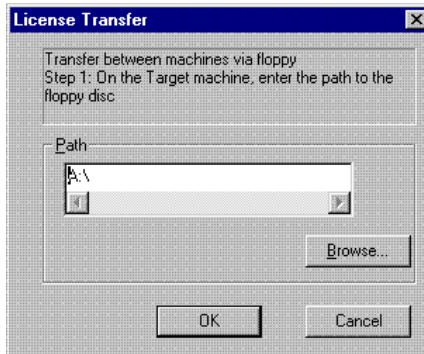 License Transfer
Transfer between machines via floppy
Step 1: On the Target machine, enter the path to the
floppy disc
Path
A:\
Browse...
OK
Cancel